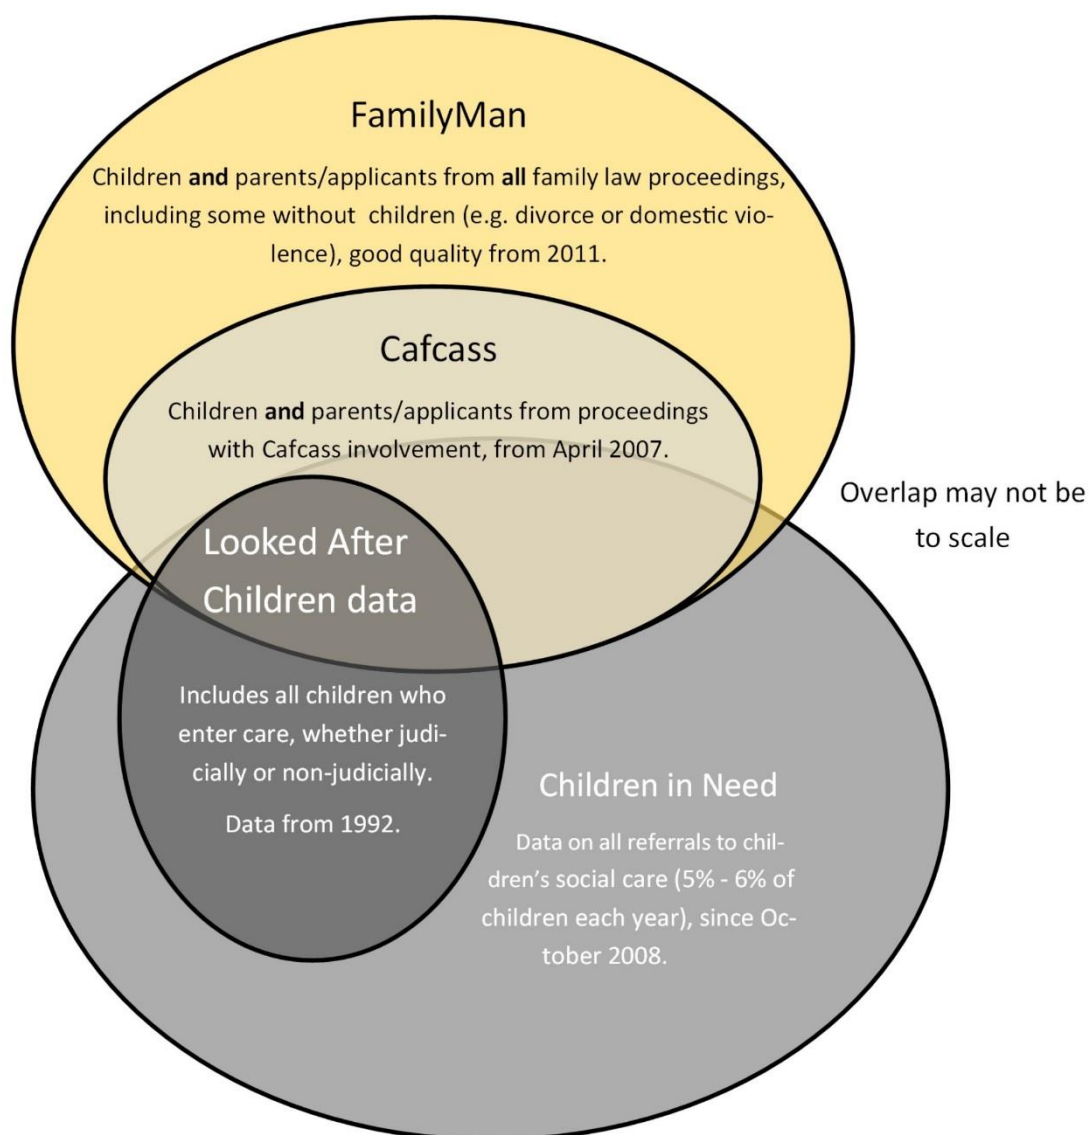 FamilyMan
Children and parents/applicants from all family law proceedings,
including some without children (e.g. divorce or domestic vio-
lence), good quality from 2011.
Cafcass
Children and parents/applicants from proceedings
with Cafcass involvement, from April 2007.
Overlap may not be
to scale
Looked After
Children data
Includes all children who
enter care, whether judi-
cially or non-judicially.
Data from 1992.
Children in Need
Data on all referrals to chil-
dren's social care (5% - 6% of
children each year), since Oc-
tober 2008.